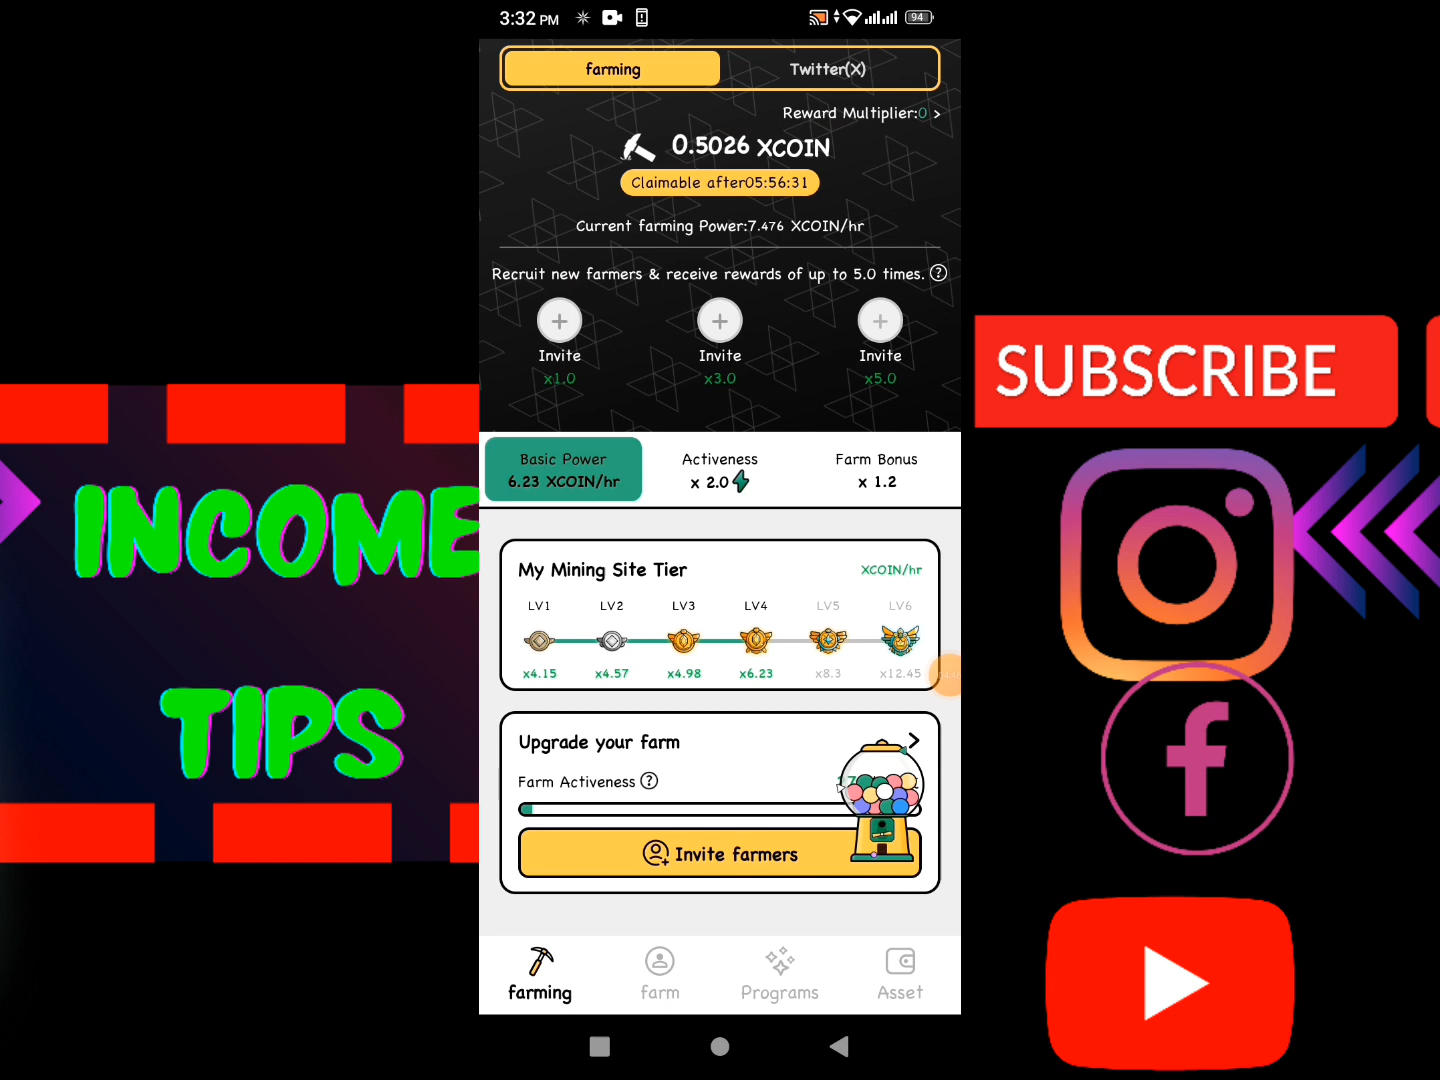 3:32 PM
94
farming
Twitter(X)
Reward Multiplier:0 >
0.5026 XCOIN
Claimable after05:56:31
Current farming Power:7.476 XCOIN/hr
Recruit new farmers & receive rewards of up to 5.0 times. ?
Invite
Invite
Invite
x1.0
x3.0
x5.0
Basic Power
6.23 XCOIN/hr
Activeness
x 2.0
Farm Bonus
x 1.2
My Mining Site Tier
XCOIN/hr
LV1
LV2
LV3
LV4
LV5
LV6
x4.15
x4.57
x4.98
x6.23
x8.3
x12.45
Upgrade your farm
Farm Activeness ?
Invite farmers
farming
farm
Programs
Asset
INCOME
TIPS
SUBSCRIBE